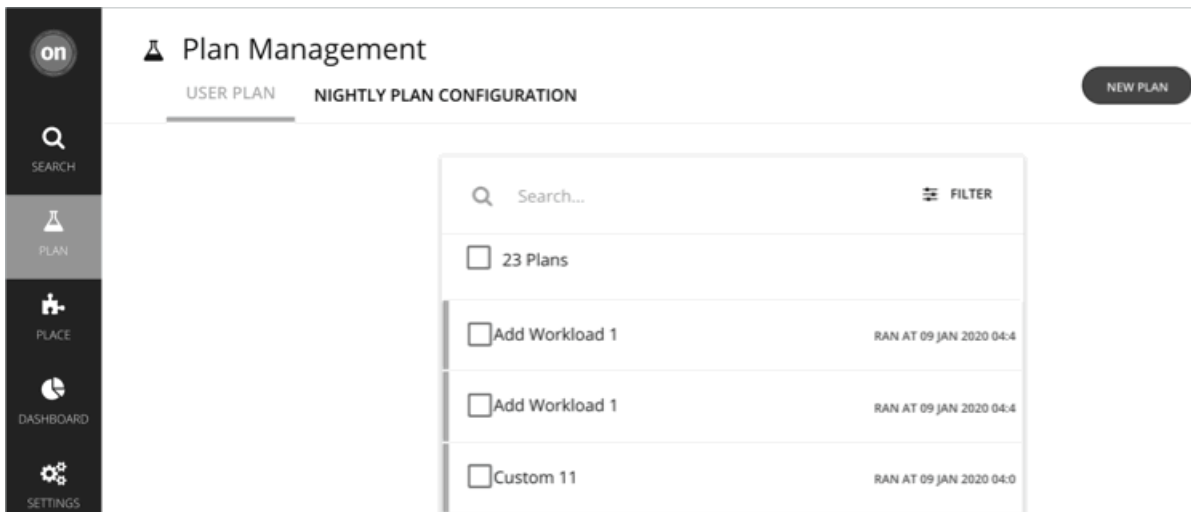 on
Plan Management
USER PLAN NIGHTLY PLAN CONFIGURATION
NEW PLAN
SEARCH
PLAN
PLACE
DASHBOARD
SETTINGS
Search... FILTER
23 Plans
Add Workload 1 RAN AT 09 JAN 2020 04:4
Add Workload 1 RAN AT 09 JAN 2020 04:4
Custom 11 RAN AT 09 JAN 2020 04:0